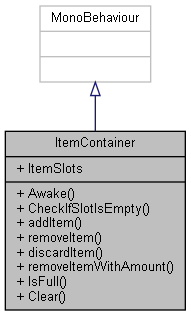 MonoBehaviour
ItemContainer
+ ItemSlots
+ Awake()
+ CheckIfSlotIsEmpty()
+ addItem()
+ removeItem()
+ discardItem()
+ removeItemWithAmount()
+ IsFull()
+ Clear()